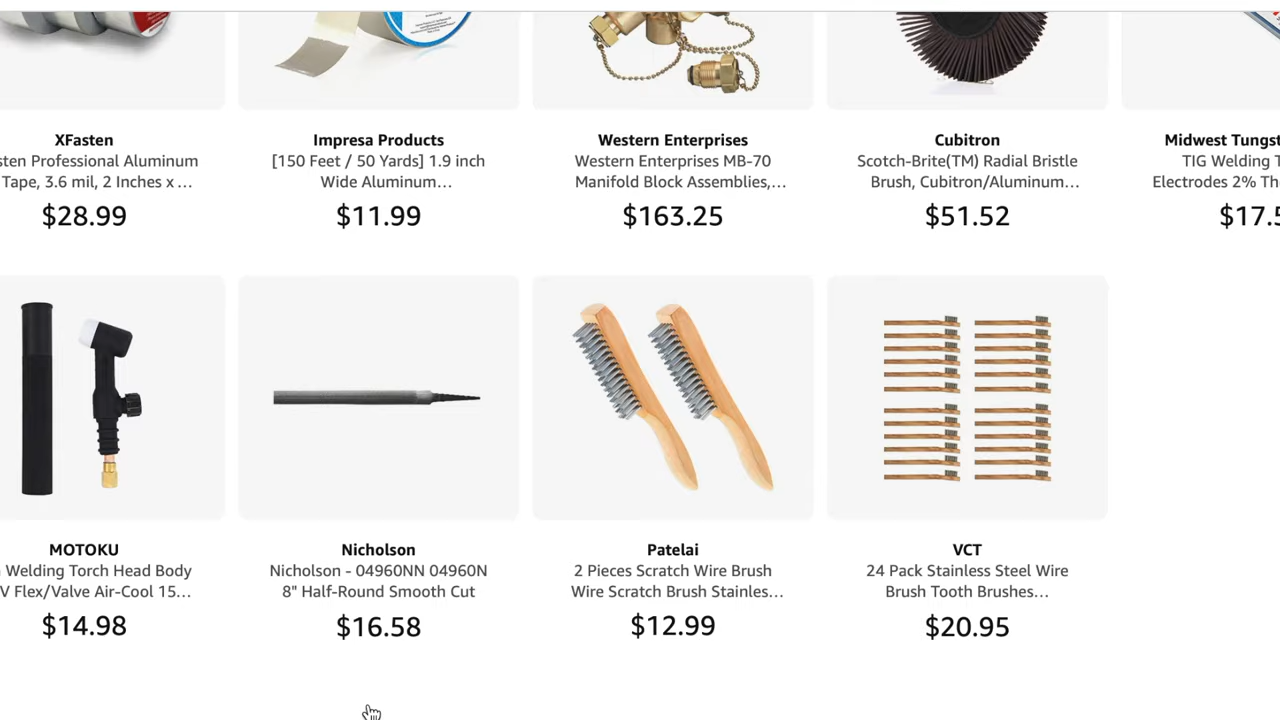 XFasten
sten Professional Aluminum
Tape, 3.6 mil, 2 Inches x ...
$28.99
Impresa Products
[150 Feet / 50 Yards] 1.9 inch
Wide Aluminum...
$11.99
Western Enterprises
Western Enterprises MB-70
Manifold Block Assemblies,...
$163.25
Cubitron
Scotch-Brite(TM) Radial Bristle
Brush, Cubitron/Aluminum...
$51.52
Midwest Tungst
TIG Welding T
Electrodes 2% Th
$17.5
MOTOKU
Welding Torch Head Body
V Flex/Valve Air-Cool 15...
$14.98
Nicholson
Nicholson - 04960NN 04960N
8" Half-Round Smooth Cut
$16.58
Patelai
2 Pieces Scratch Wire Brush
Wire Scratch Brush Stainles...
$12.99
VCT
24 Pack Stainless Steel Wire
Brush Tooth Brushes...
$20.95